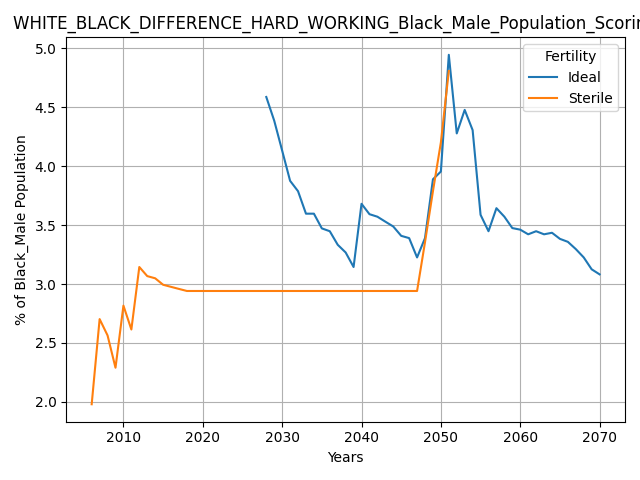 WHITE_BLACK_DIFFERENCE_HARD_WORKING_Black_Male_Population_Scorin
% of Black_Male Population
5.0
4.5
4.0
3.5
3.0
2.5
2.0
Fertility
Ideal
Sterile
2010 2020 2030 2040 2050 2060 2070
Years